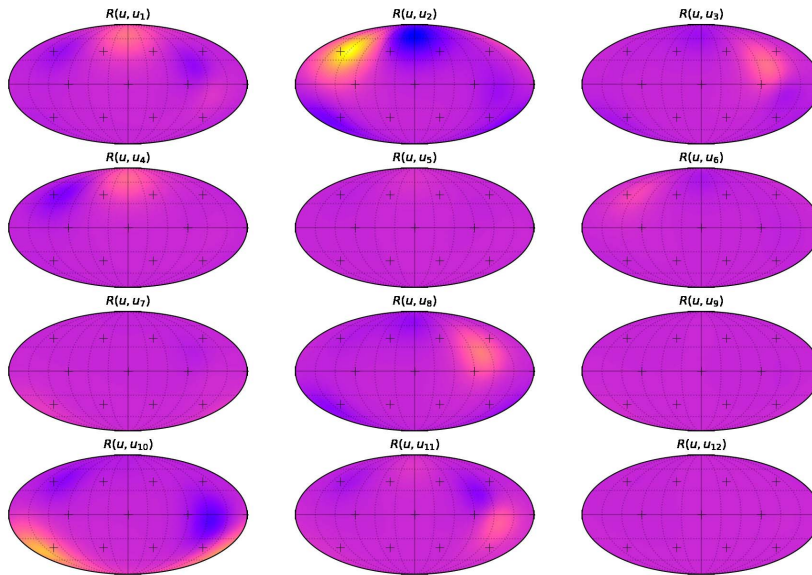 R(u, u₁) R(u, u₂) R(u, u₃)
R(u, u₄) R(u, u₅) R(u, u₆)
R(u, u₇) R(u, u₈) R(u, u₉)
R(u, u₁₀) R(u, u₁₁) R(u, u₁₂)